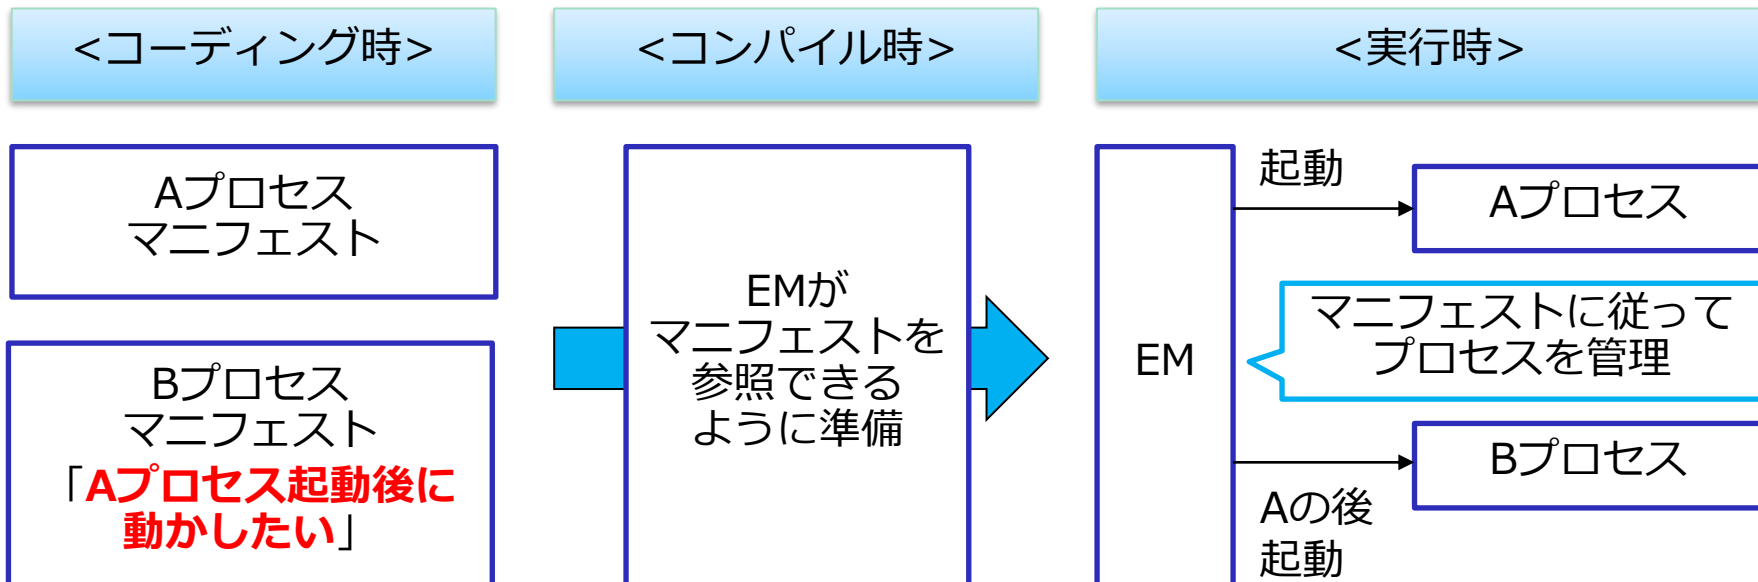 <コーディング時>
<コンパイル時>
<実行時>
Aプロセス
マニフェスト
Bプロセス
マニフェスト
「Aプロセス起動後に
動かしたい」
EMが
マニフェストを
参照できる
ように準備
EM
起動
Aプロセス
マニフェストに従って
プロセスを管理
Bプロセス
Aの後
起動